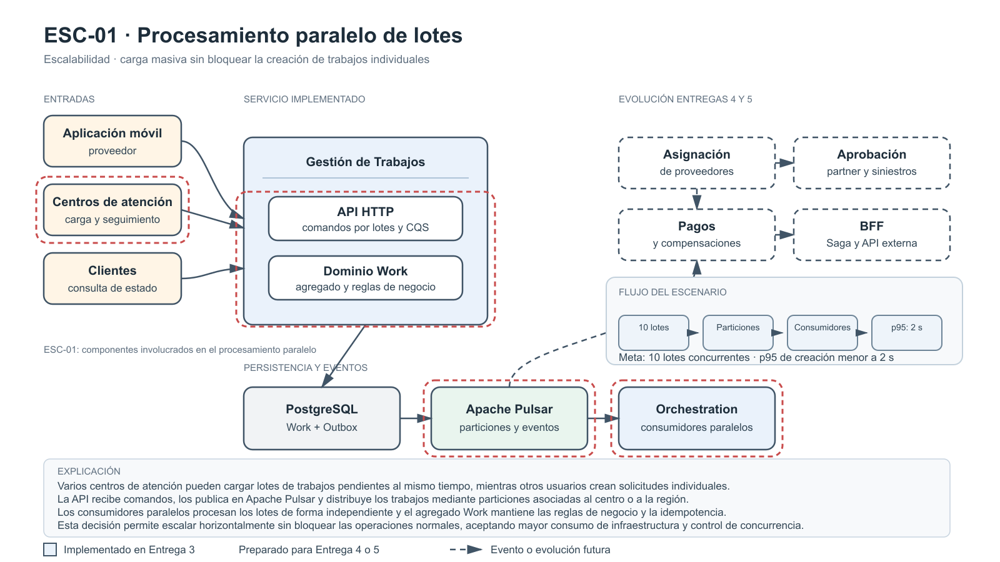 ESC-01 · Procesamiento paralelo de lotes
Escalabilidad · carga masiva sin bloquear la creación de trabajos individuales
ENTRADAS
SERVICIO IMPLEMENTADO
EVOLUCIÓN ENTREGAS 4 Y 5
Aplicación móvil
proveedor
Centros de atención
carga y seguimiento
Clientes
consulta de estado
Gestión de Trabajos
API HTTP
comandos por lotes y CQS
Dominio Work
agregado y reglas de negocio
Asignación
de proveedores
Aprobación
partner y siniestros
Pagos
y compensaciones
BFF
Saga y API externa
FLUJO DEL ESCENARIO
10 lotes
Particiones
Consumidores
p95: 2 s
Meta: 10 lotes concurrentes · p95 de creación menor a 2 s
ESC-01: componentes involucrados en el procesamiento paralelo
PERSISTENCIA Y EVENTOS
PostgreSQL
Work + Outbox
Apache Pulsar
particiones y eventos
Orchestration
consumidores paralelos
EXPLICACIÓN
Varios centros de atención pueden cargar lotes de trabajos pendientes al mismo tiempo, mientras otros usuarios crean solicitudes individuales.
La API recibe comandos, los publica en Apache Pulsar y distribuye los trabajos mediante particiones asociadas al centro o a la región.
Los consumidores paralelos procesan los lotes de forma independiente y el agregado Work mantiene las reglas de negocio y la idempotencia.
Esta decisión permite escalar horizontalmente sin bloquear las operaciones normales, aceptando mayor consumo de infraestructura y control de concurrencia.
Implementado en Entrega 3
Preparado para Entrega 4 o 5
Evento o evolución futura